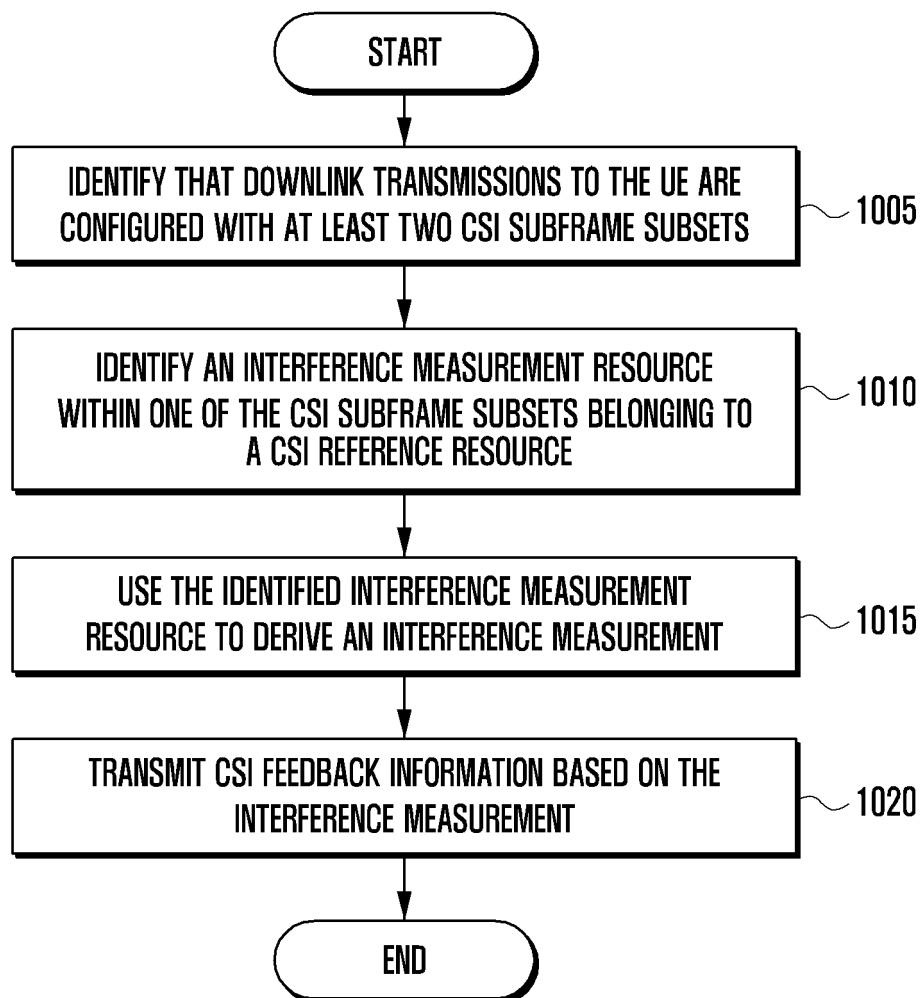 START
IDENTIFY THAT DOWNLINK TRANSMISSIONS TO THE UE ARE
CONFIGURED WITH AT LEAST TWO CSI SUBFRAME SUBSETS
1005
IDENTIFY AN INTERFERENCE MEASUREMENT RESOURCE
WITHIN ONE OF THE CSI SUBFRAME SUBSETS BELONGING TO
A CSI REFERENCE RESOURCE
1010
USE THE IDENTIFIED INTERFERENCE MEASUREMENT
RESOURCE TO DERIVE AN INTERFERENCE MEASUREMENT
1015
TRANSMIT CSI FEEDBACK INFORMATION BASED ON THE
INTERFERENCE MEASUREMENT
1020
END